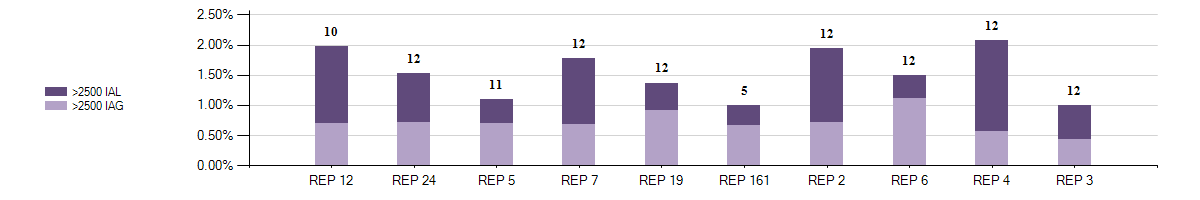 2.50%
2.00%
1.50%
1.00%
0.50%
0.00%
>2500 IAL
>2500 IAG
10 12 11 12 12 5 12 12 12 12
REP 12 REP 24 REP 5 REP 7 REP 19 REP 161 REP 2 REP 6 REP 4 REP 3